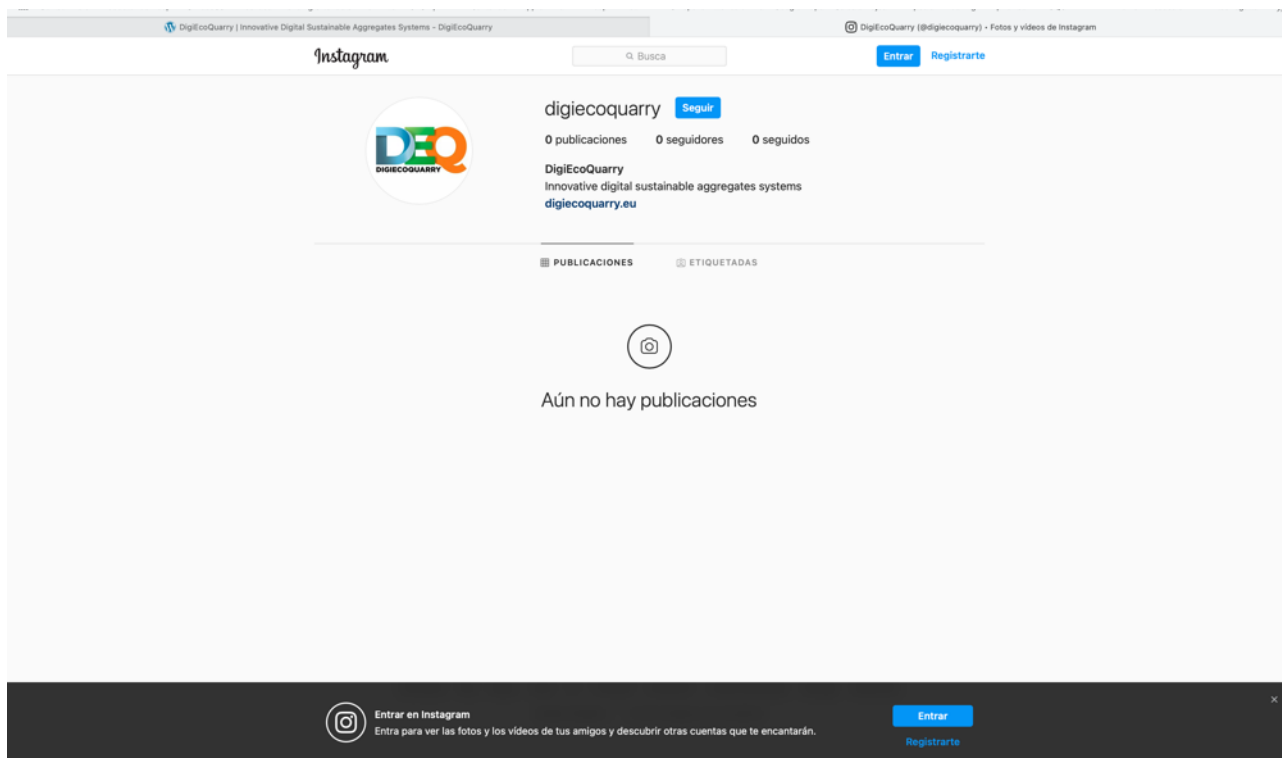 DigiEcoQuarry | Innovative Digital Sustainable Aggregates Systems – DigiEcoQuarry
DigiEcoQuarry (@digiecoquarry) • Fotos y vídeos de Instagram
Instagram
Busca
Entrar
Registrarte
DEQ
DIGIECOQUARRY
digiecoquarry
Seguir
0 publicaciones 0 seguidores 0 seguidos
DigiEcoQuarry
Innovative digital sustainable aggregates systems
digiecoquarry.eu
PUBLICACIONES
ETIQUETADAS
Aún no hay publicaciones
Entrar en Instagram
Entra para ver las fotos y los vídeos de tus amigos y descubrir otras cuentas que te encantarán.
Entrar
Registrarte